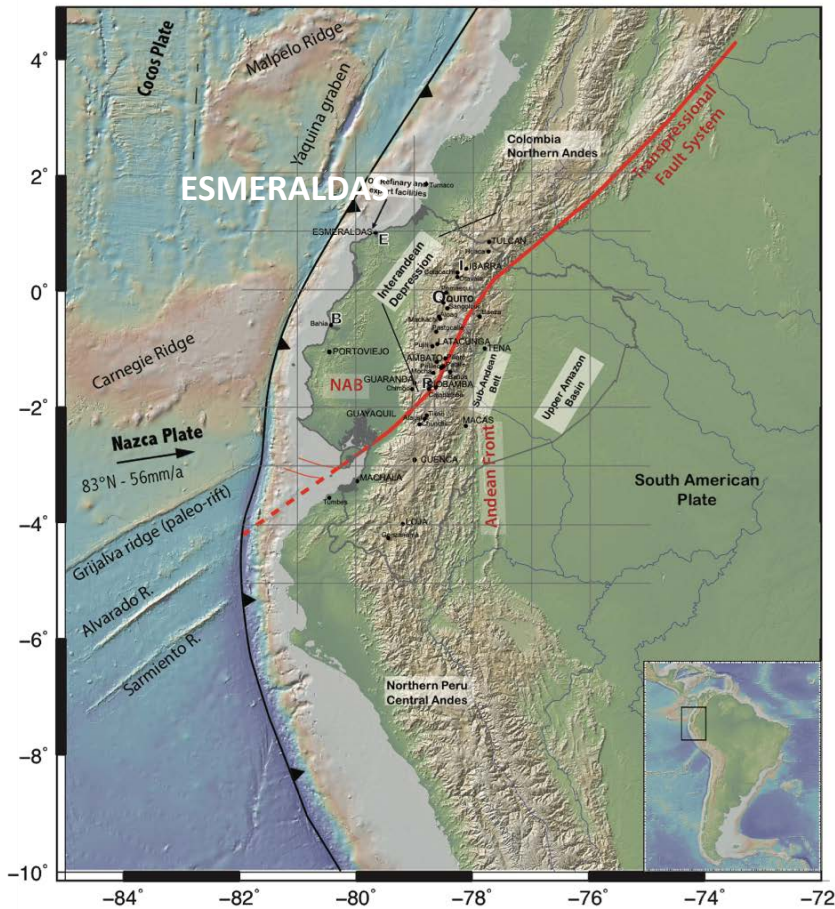 4°
2°
0°
−2°
−4°
−6°
−8°
−10°
−84°
−82°
−80°
−78°
−76°
−74°
−72
Cocos Plate
Malpelo Ridge
Yaquina graben
Colombia
Northern Andes
Transpressional
Fault System
ESMERALDAS
Refinery and
export facilities
Tumaco
ESMERALDAS
E
TULCAN
Interandean
Depression
I
IBARRA
Q
QUITO
B
Bahia
Baeza
LATACUNGA
TENA
PORTOVIEJO
AMBATO
Carnegie Ridge
NAB
GUARANDA
R
RIOBAMBA
Sub-Andean
Belt
Upper Amazon
Basin
GUAYAQUIL
MACAS
Nazca Plate
83°N - 56mm/a
CUENCA
Andean Front
South American
Plate
MACHALA
Tumbes
Grijalva ridge (paleo-rift)
LOJA
Alvarado R.
Sarmiento R.
Northern Peru
Central Andes